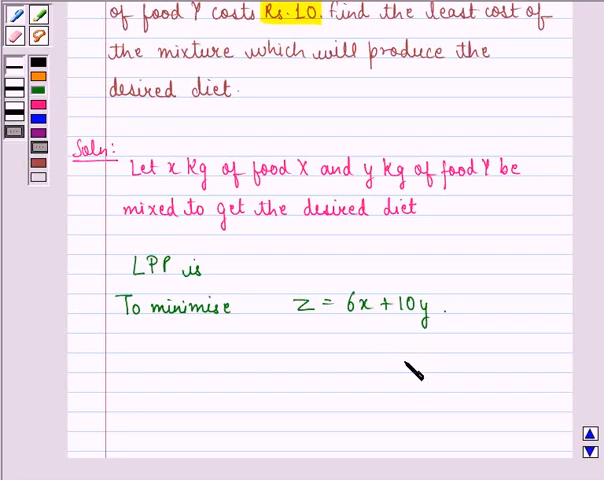 of food Y costs Rs. 10. Find the least cost of
the mixture which will produce the
desired diet.
Soln:
Let x Kg of food X and y Kg of food Y be
mixed to get the desired diet
LPP is
To minimise z = 6x + 10y.